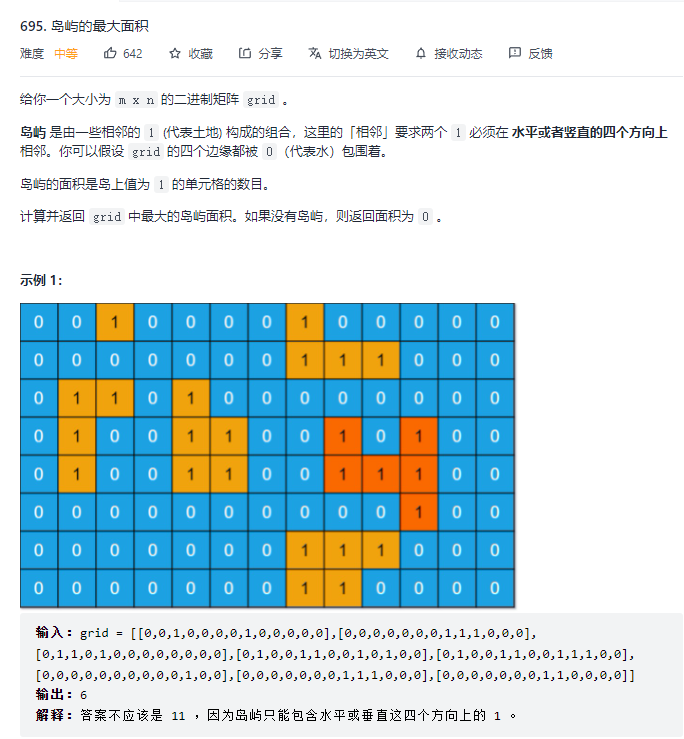 695. 岛屿的最大面积
难度 中等 642 收藏 分享 切换为英文 接收动态 反馈
给你一个大小为 m x n 的二进制矩阵 grid 。
岛屿 是由一些相邻的 1 (代表土地) 构成的组合，这里的「相邻」要求两个 1 必须在 水平或者竖直的四个方向上
相邻。你可以假设 grid 的四个边缘都被 0（代表水）包围着。
岛屿的面积是岛上值为 1 的单元格的数目。
计算并返回 grid 中最大的岛屿面积。如果没有岛屿，则返回面积为 0 。
示例 1：
0 0 1 0 0 0 0 1 0 0 0 0 0
0 0 0 0 0 0 0 1 1 1 0 0 0
0 1 1 0 1 0 0 0 0 0 0 0 0
0 1 0 0 1 1 0 0 1 0 1 0 0
0 1 0 0 1 1 0 0 1 1 1 0 0
0 0 0 0 0 0 0 0 0 0 1 0 0
0 0 0 0 0 0 0 1 1 1 0 0 0
0 0 0 0 0 0 0 1 1 0 0 0 0
输入：grid = [[0,0,1,0,0,0,0,1,0,0,0,0,0],[0,0,0,0,0,0,0,1,1,1,0,0,0],
[0,1,1,0,1,0,0,0,0,0,0,0,0],[0,1,0,0,1,1,0,0,1,0,1,0,0],[0,1,0,0,1,1,0,0,1,1,1,0,0],
[0,0,0,0,0,0,0,0,0,0,1,0,0],[0,0,0,0,0,0,0,1,1,1,0,0,0],[0,0,0,0,0,0,0,1,1,0,0,0,0]]
输出：6
解释：答案不应该是 11 ，因为岛屿只能包含水平或垂直这四个方向上的 1 。